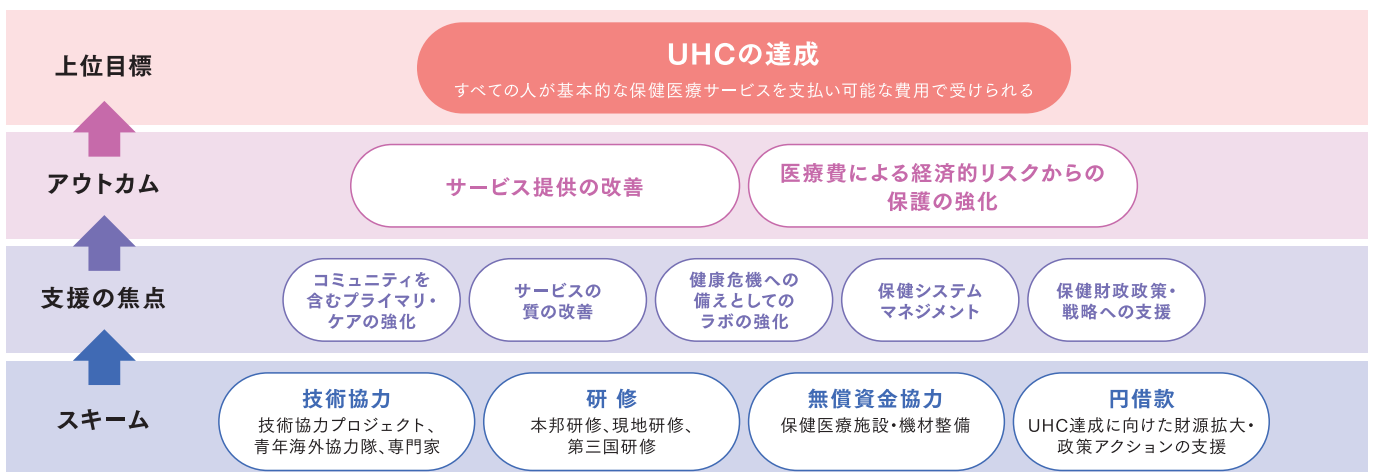 上位目標
UHCの達成
すべての人が基本的な保健医療サービスを支払い可能な費用で受けられる
アウトカム
サービス提供の改善
医療費による経済的リスクからの
保護の強化
支援の焦点
コミュニティを
含むプライマリ・
ケアの強化
サービスの
質の改善
健康危機への
備えとしての
ラボの強化
保健システム
マネジメント
保健財政政策・
戦略への支援
スキーム
技術協力
技術協力プロジェクト、
青年海外協力隊、専門家
研 修
本邦研修、現地研修、
第三国研修
無償資金協力
保健医療施設・機材整備
円借款
UHC達成に向けた財源拡大・
政策アクションの支援